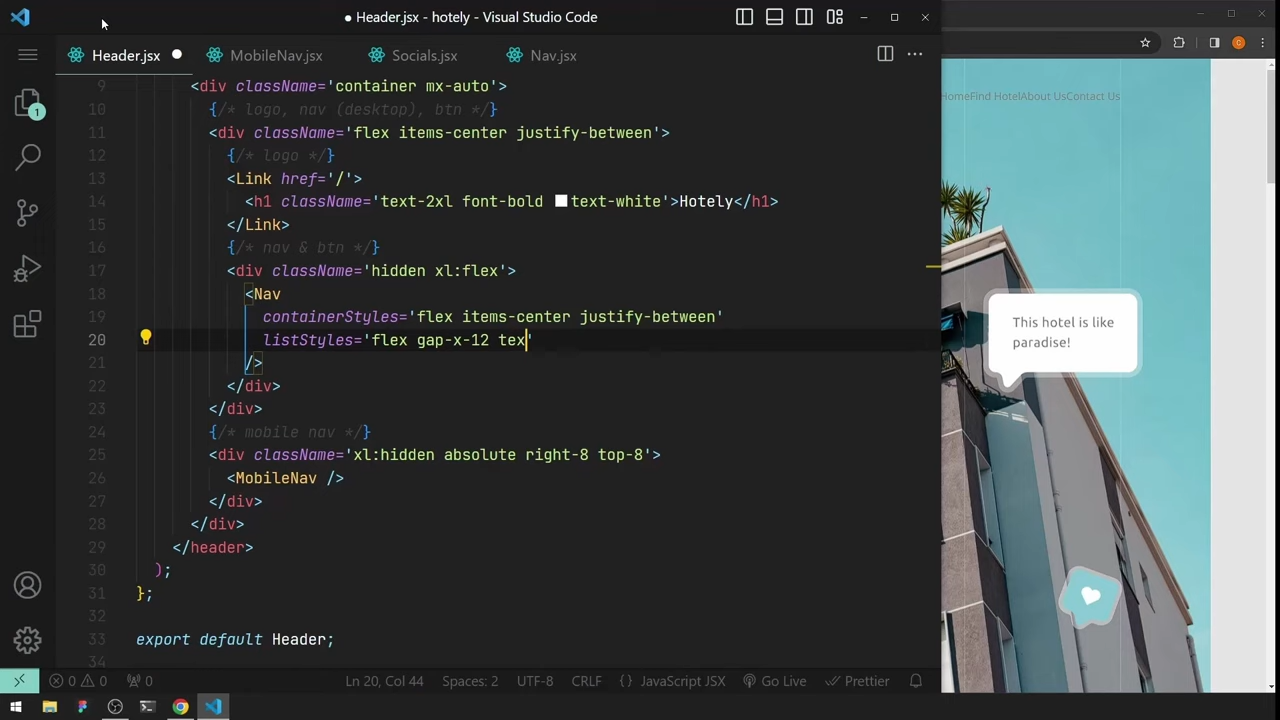 Header.jsx - hotely - Visual Studio Code
Header.jsx MobileNav.jsx Socials.jsx Nav.jsx
9 <div className='container mx-auto'>
10 {/* logo, nav (desktop), btn */}
11 <div className='flex items-center justify-between'>
12 {/* logo */}
13 <Link href='/'>
14 <h1 className='text-2xl font-bold text-white'>Hotely</h1>
15 </Link>
16 {/* nav & btn */}
17 <div className='hidden xl:flex'>
18 <Nav
19 containerStyles='flex items-center justify-between'
20 listStyles='flex gap-x-12 tex'
21 />
22 </div>
23 </div>
24 {/* mobile nav */}
25 <div className='xl:hidden absolute right-8 top-8'>
26 <MobileNav />
27 </div>
28 </div>
29 </header>
30 );
31 };
32
33 export default Header;
34
1
0 0 0 Ln 20, Col 44 Spaces: 2 UTF-8 CRLF {} JavaScript JSX Go Live Prettier
C
HomeFind HotelAbout UsContact Us
This hotel is like
paradise!